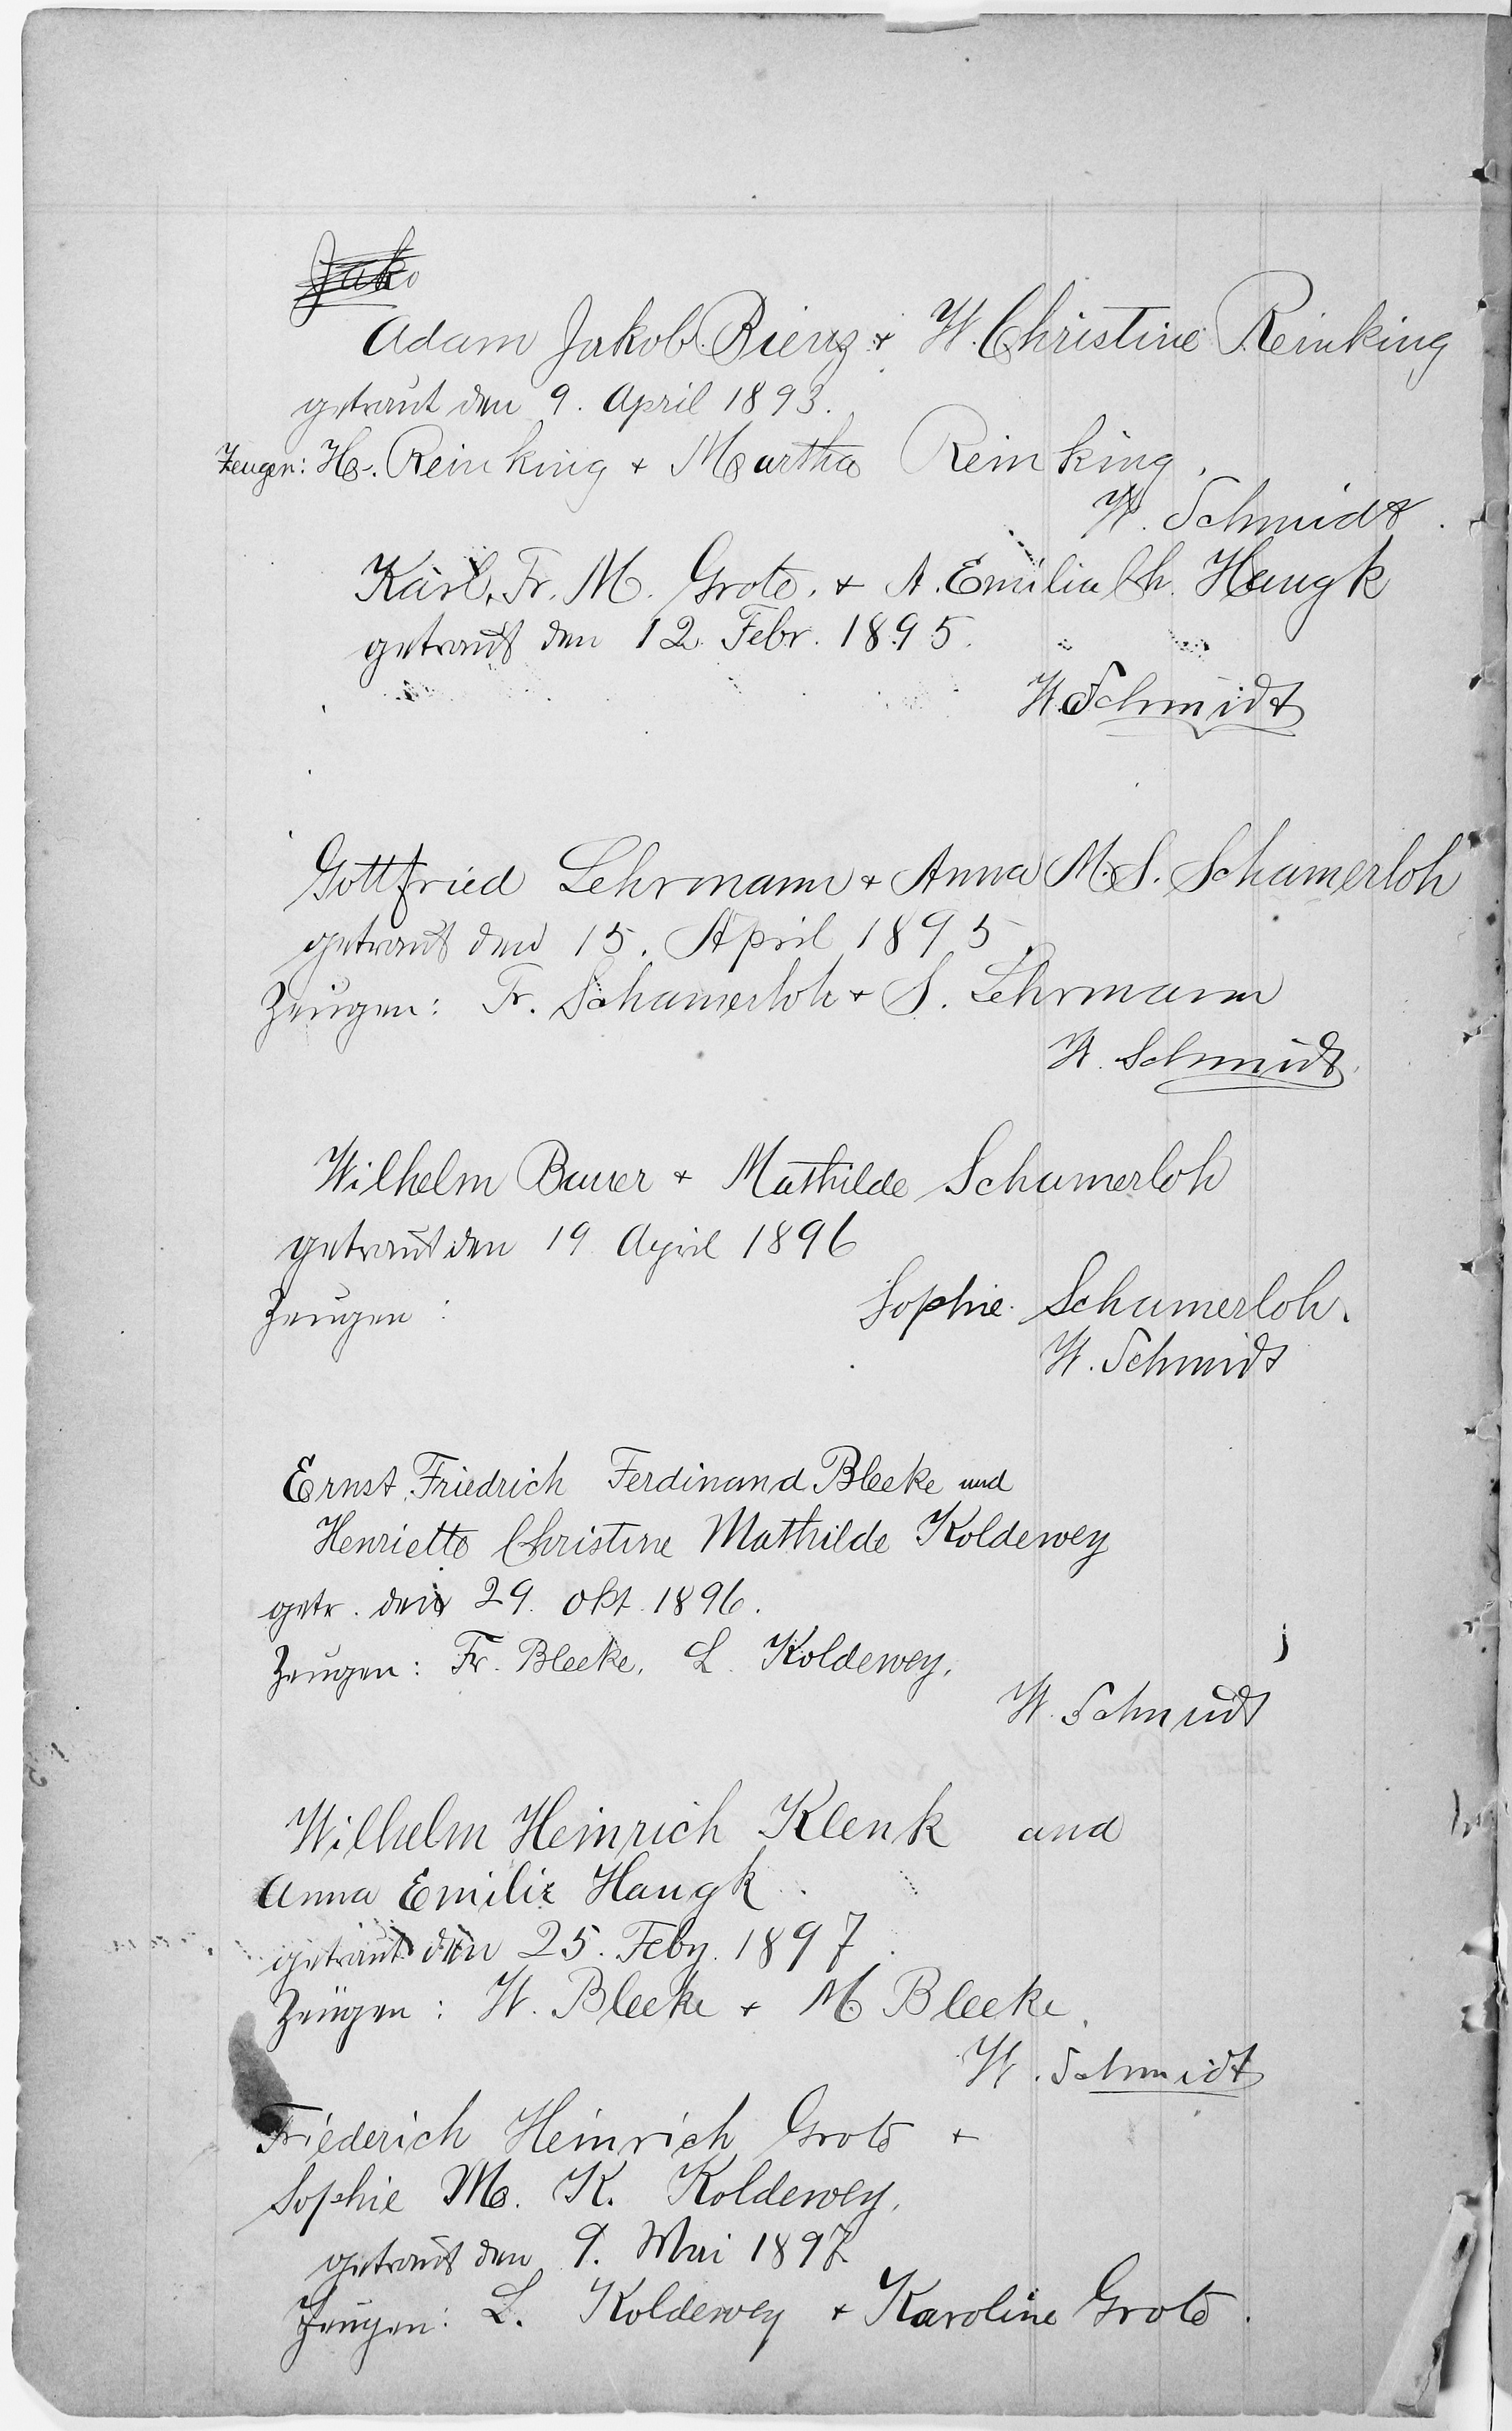 Jako
Adam Jakob Rienz + W. Christine Reinking
getraut den 9. April 1893.
Zeugen: H. Reinking + Martha Reinking.
W. Schmidt.
Karl. Fr. M. Grote. + A. Emilia Ch. Haugk
getraut den 12. Febr. 1895.
W. Schmidt
Gottfried Lehrmann + Anna M. S. Schamerloh
getraut den 15. April 1895.
Zeugen: Fr. Schamerloh + S. Lehrmann
W. Schmidt.
Wilhelm Bauer + Mathilde Schamerloh
getraut den 19 April 1896
Zeugen: Sophie Schamerloh.
W. Schmidt
Ernst Friedrich Ferdinand Bleeke und
Henriette Christine Mathilde Koldewey
getr. den 29. Okt. 1896.
Zeugen: Fr. Bleeke, L. Koldewey.
W. Schmidt
Wilhelm Heinrich Klenk und
Anna Emilie Haugk.
getraut den 25. Feby. 1897.
Zeugen: W. Bleeke + M Bleeke.
W. Schmidt
Friederich Heinrich Grote +
Sophie M. K. Koldewey.
getraut den 9. Mai 1897
Zeugen: L. Koldewey + Karoline Grote.